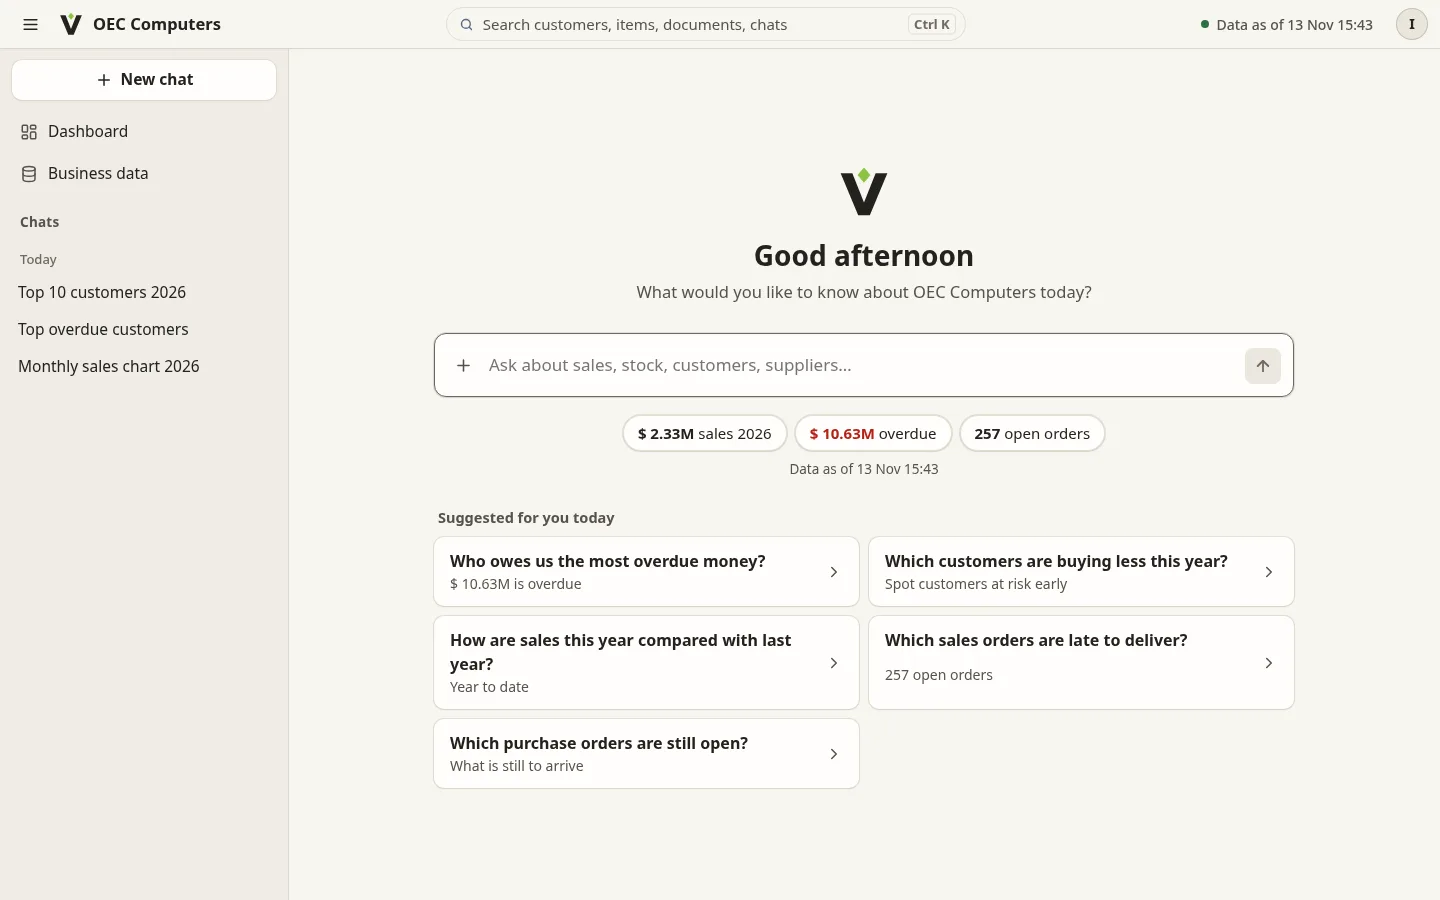 OEC Computers
Search customers, items, documents, chats
Ctrl K
Data as of 13 Nov 15:43
I
New chat
Dashboard
Business data
Chats
Today
Top 10 customers 2026
Top overdue customers
Monthly sales chart 2026
Good afternoon
What would you like to know about OEC Computers today?
Ask about sales, stock, customers, suppliers...
$ 2.33M sales 2026
$ 10.63M overdue
257 open orders
Data as of 13 Nov 15:43
Suggested for you today
Who owes us the most overdue money?
$ 10.63M is overdue
Which customers are buying less this year?
Spot customers at risk early
How are sales this year compared with last
year?
Year to date
Which sales orders are late to deliver?
257 open orders
Which purchase orders are still open?
What is still to arrive